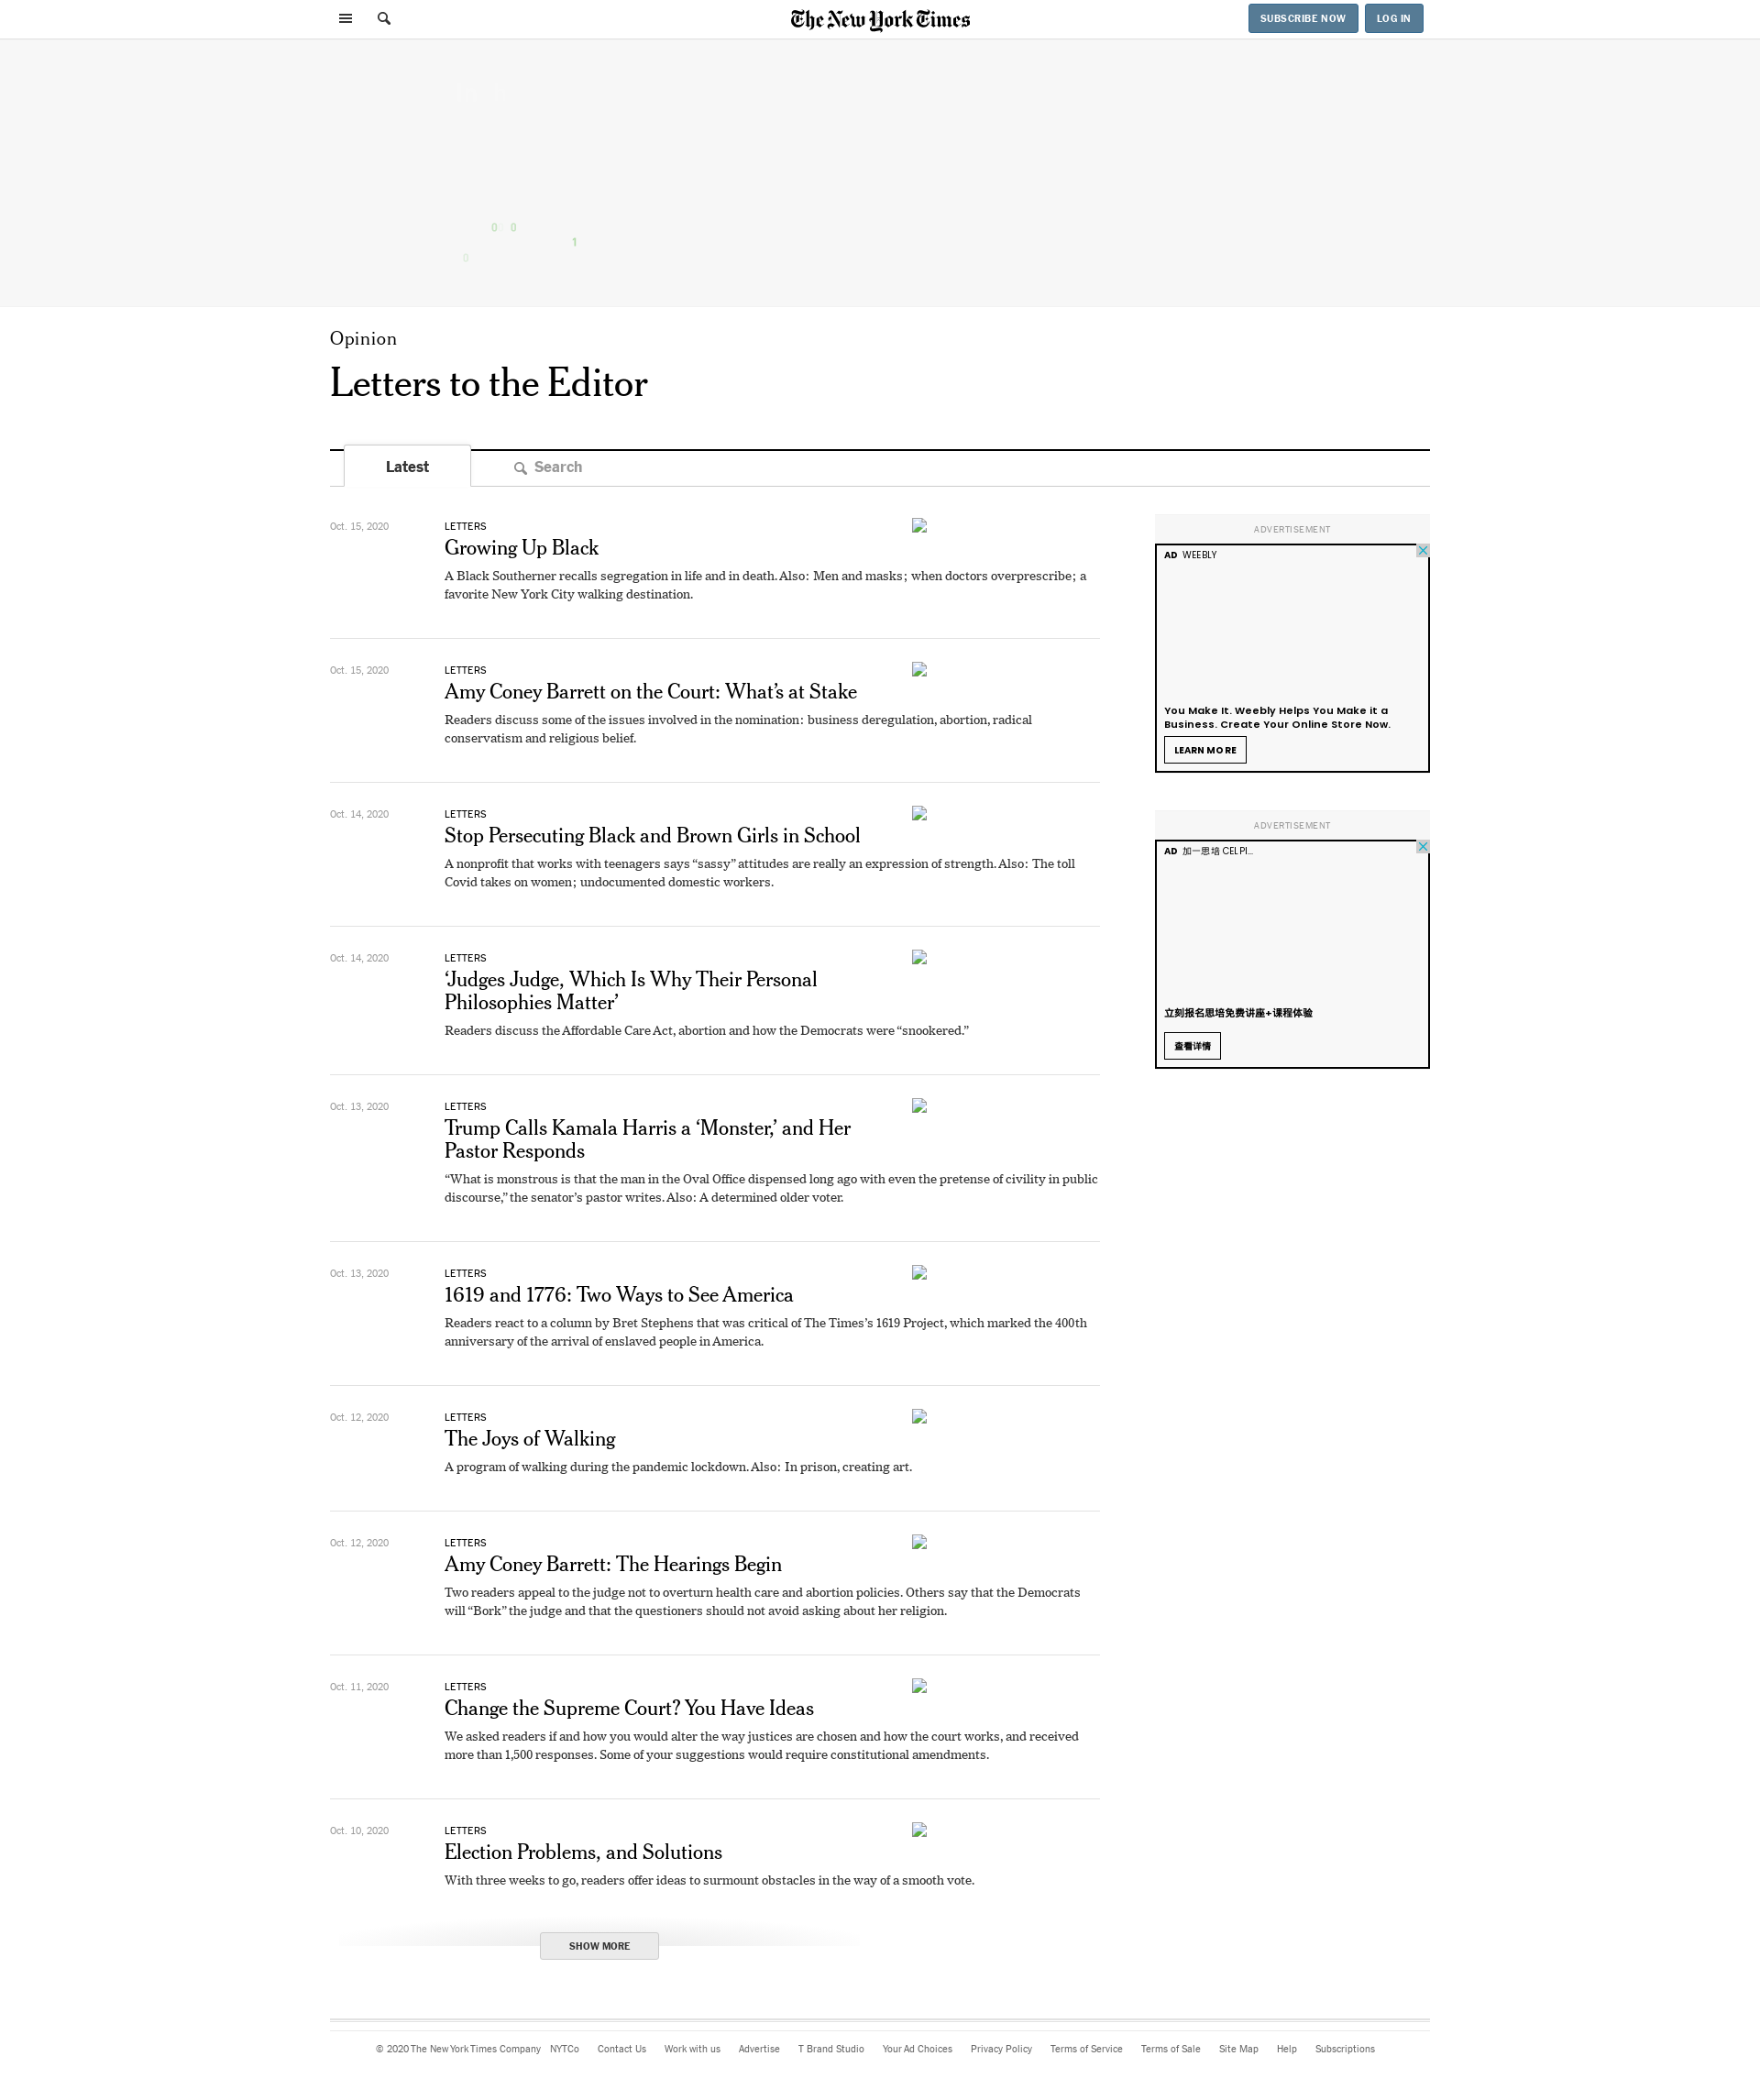 The New York Times
SUBSCRIBE NOW
LOG IN
0 0
1
0
Opinion
Letters to the Editor
Latest
Search
Oct. 15, 2020
LETTERS
Growing Up Black
A Black Southerner recalls segregation in life and in death. Also: Men and masks; when doctors overprescribe; a
favorite New York City walking destination.
Oct. 15, 2020
LETTERS
Amy Coney Barrett on the Court: What’s at Stake
Readers discuss some of the issues involved in the nomination: business deregulation, abortion, radical
conservatism and religious belief.
Oct. 14, 2020
LETTERS
Stop Persecuting Black and Brown Girls in School
A nonprofit that works with teenagers says “sassy” attitudes are really an expression of strength. Also: The toll
Covid takes on women; undocumented domestic workers.
Oct. 14, 2020
LETTERS
‘Judges Judge, Which Is Why Their Personal
Philosophies Matter’
Readers discuss the Affordable Care Act, abortion and how the Democrats were “snookered.”
Oct. 13, 2020
LETTERS
Trump Calls Kamala Harris a ‘Monster,’ and Her
Pastor Responds
“What is monstrous is that the man in the Oval Office dispensed long ago with even the pretense of civility in public
discourse,” the senator’s pastor writes. Also: A determined older voter.
Oct. 13, 2020
LETTERS
1619 and 1776: Two Ways to See America
Readers react to a column by Bret Stephens that was critical of The Times’s 1619 Project, which marked the 400th
anniversary of the arrival of enslaved people in America.
Oct. 12, 2020
LETTERS
The Joys of Walking
A program of walking during the pandemic lockdown. Also: In prison, creating art.
Oct. 12, 2020
LETTERS
Amy Coney Barrett: The Hearings Begin
Two readers appeal to the judge not to overturn health care and abortion policies. Others say that the Democrats
will “Bork” the judge and that the questioners should not avoid asking about her religion.
Oct. 11, 2020
LETTERS
Change the Supreme Court? You Have Ideas
We asked readers if and how you would alter the way justices are chosen and how the court works, and received
more than 1,500 responses. Some of your suggestions would require constitutional amendments.
Oct. 10, 2020
LETTERS
Election Problems, and Solutions
With three weeks to go, readers offer ideas to surmount obstacles in the way of a smooth vote.
SHOW MORE
ADVERTISEMENT
AD WEEBLY
You Make It. Weebly Helps You Make it a
Business. Create Your Online Store Now.
LEARN MORE
ADVERTISEMENT
AD 加一思培 CELPI...
立刻报名思培免费讲座+课程体验
查看详情
© 2020 The New York Times Company NYTCo Contact Us Work with us Advertise T Brand Studio Your Ad Choices Privacy Policy Terms of Service Terms of Sale Site Map Help Subscriptions